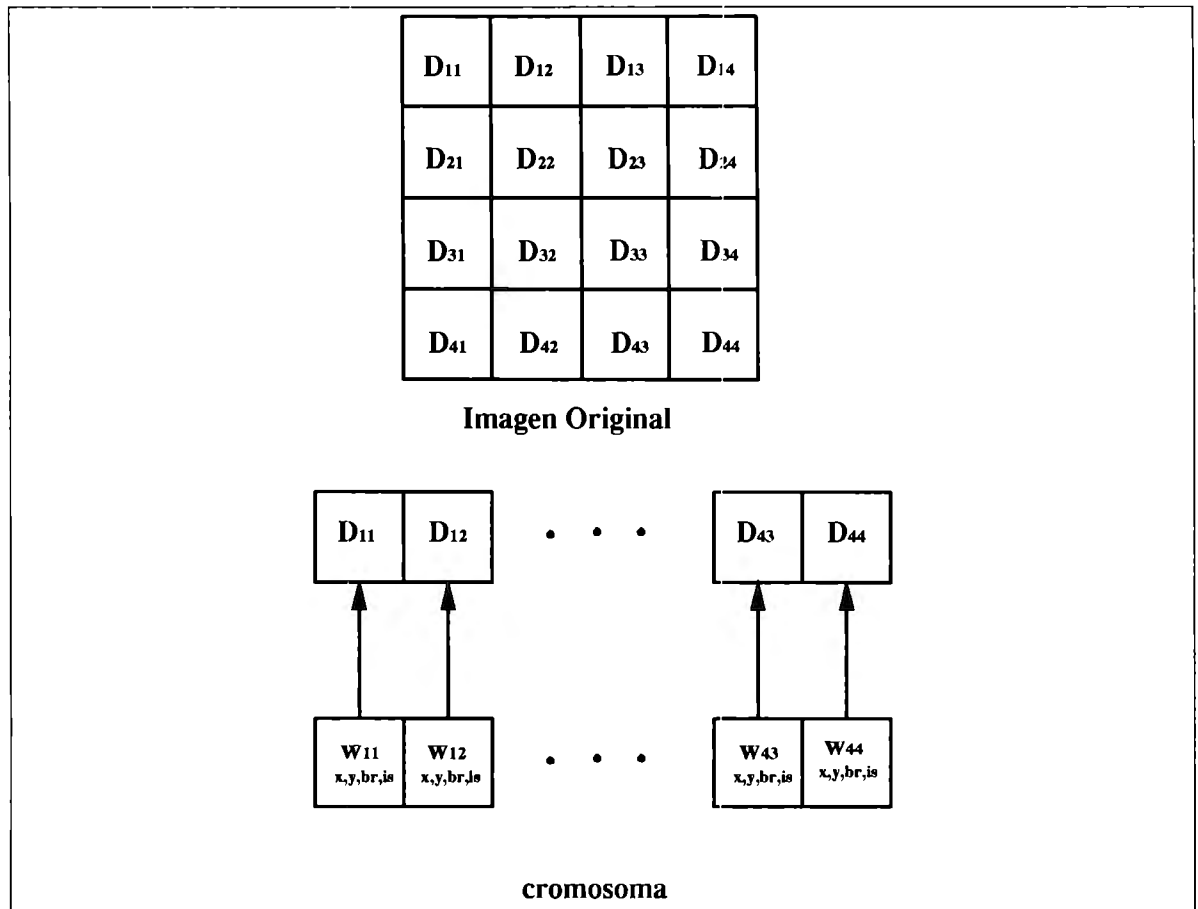 D11 D12 D13 D14
D21 D22 D23 D24
D31 D32 D33 D34
D41 D42 D43 D44
Imagen Original
D11 D12 . . . D43 D44
W11 W12 . . . W43 W44
x,y,br,is x,y,br,is x,y,br,is x,y,br,is
cromosoma